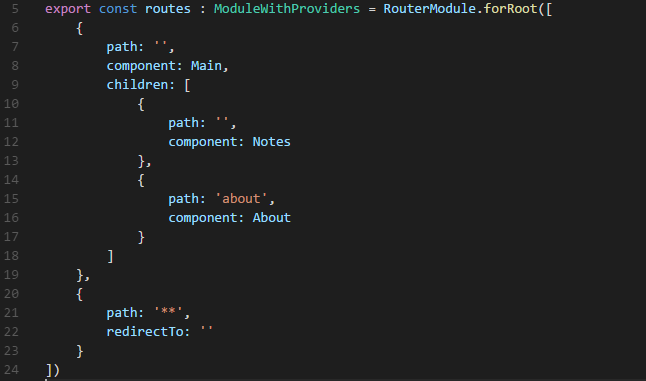 5 export const routes : ModuleWithProviders = RouterModule.forRoot([
6 {
7 path: '',
8 component: Main,
9 children: [
10 {
11 path: '',
12 component: Notes
13 },
14 {
15 path: 'about',
16 component: About
17 }
18 ]
19 },
20 {
21 path: '**',
22 redirectTo: ''
23 }
24 ])